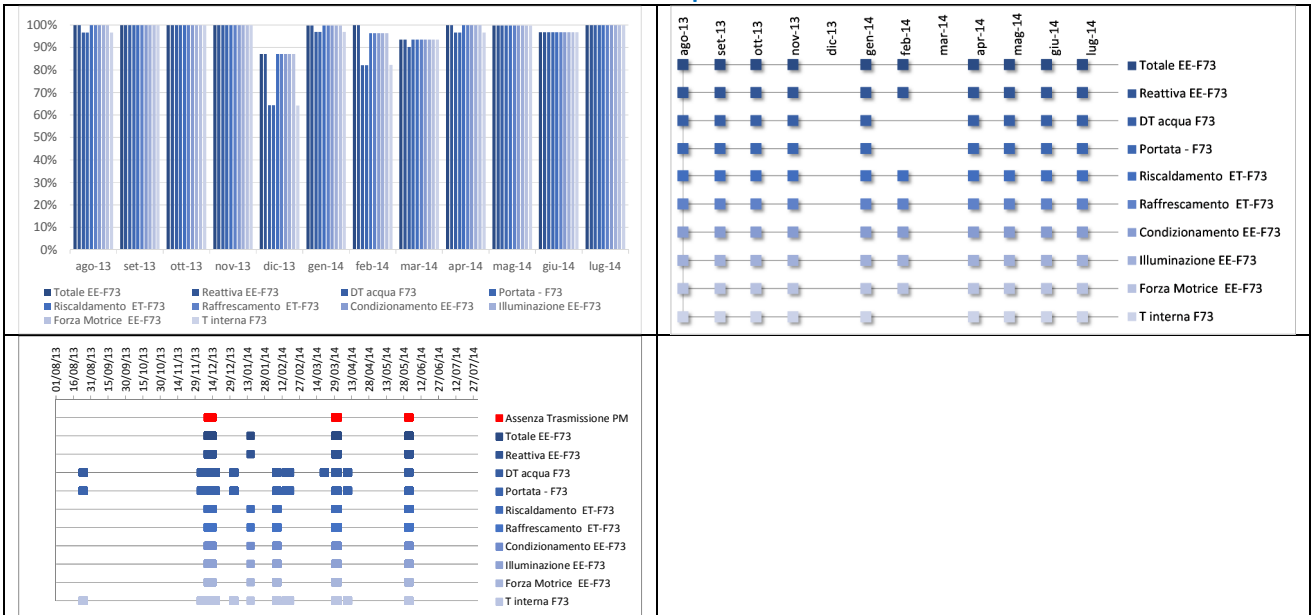 100%
90%
80%
70%
60%
50%
40%
30%
20%
10%
0%
ago-13 set-13 ott-13 nov-13 dic-13 gen-14 feb-14 mar-14 apr-14 mag-14 giu-14 lug-14
Totale EE-F73 Reattiva EE-F73 DT acqua F73 Portata - F73
Riscaldamento ET-F73 Raffrescamento ET-F73 Condizionamento EE-F73 Illuminazione EE-F73
Forza Motrice EE-F73 T interna F73
ago-13 set-13 ott-13 nov-13 dic-13 gen-14 feb-14 mar-14 apr-14 mag-14 giu-14 lug-14
Totale EE-F73
Reattiva EE-F73
DT acqua F73
Portata - F73
Riscaldamento ET-F73
Raffrescamento ET-F73
Condizionamento EE-F73
Illuminazione EE-F73
Forza Motrice EE-F73
T interna F73
01/08/13 16/08/13 31/08/13 15/09/13 30/09/13 15/10/13 30/10/13 14/11/13 29/11/13 14/12/13 29/12/13 13/01/14 28/01/14 12/02/14 27/02/14 14/03/14 29/03/14 13/04/14 28/04/14 13/05/14 28/05/14 12/06/14 27/06/14 12/07/14 27/07/14
Assenza Trasmissione PM
Totale EE-F73
Reattiva EE-F73
DT acqua F73
Portata - F73
Riscaldamento ET-F73
Raffrescamento ET-F73
Condizionamento EE-F73
Illuminazione EE-F73
Forza Motrice EE-F73
T interna F73